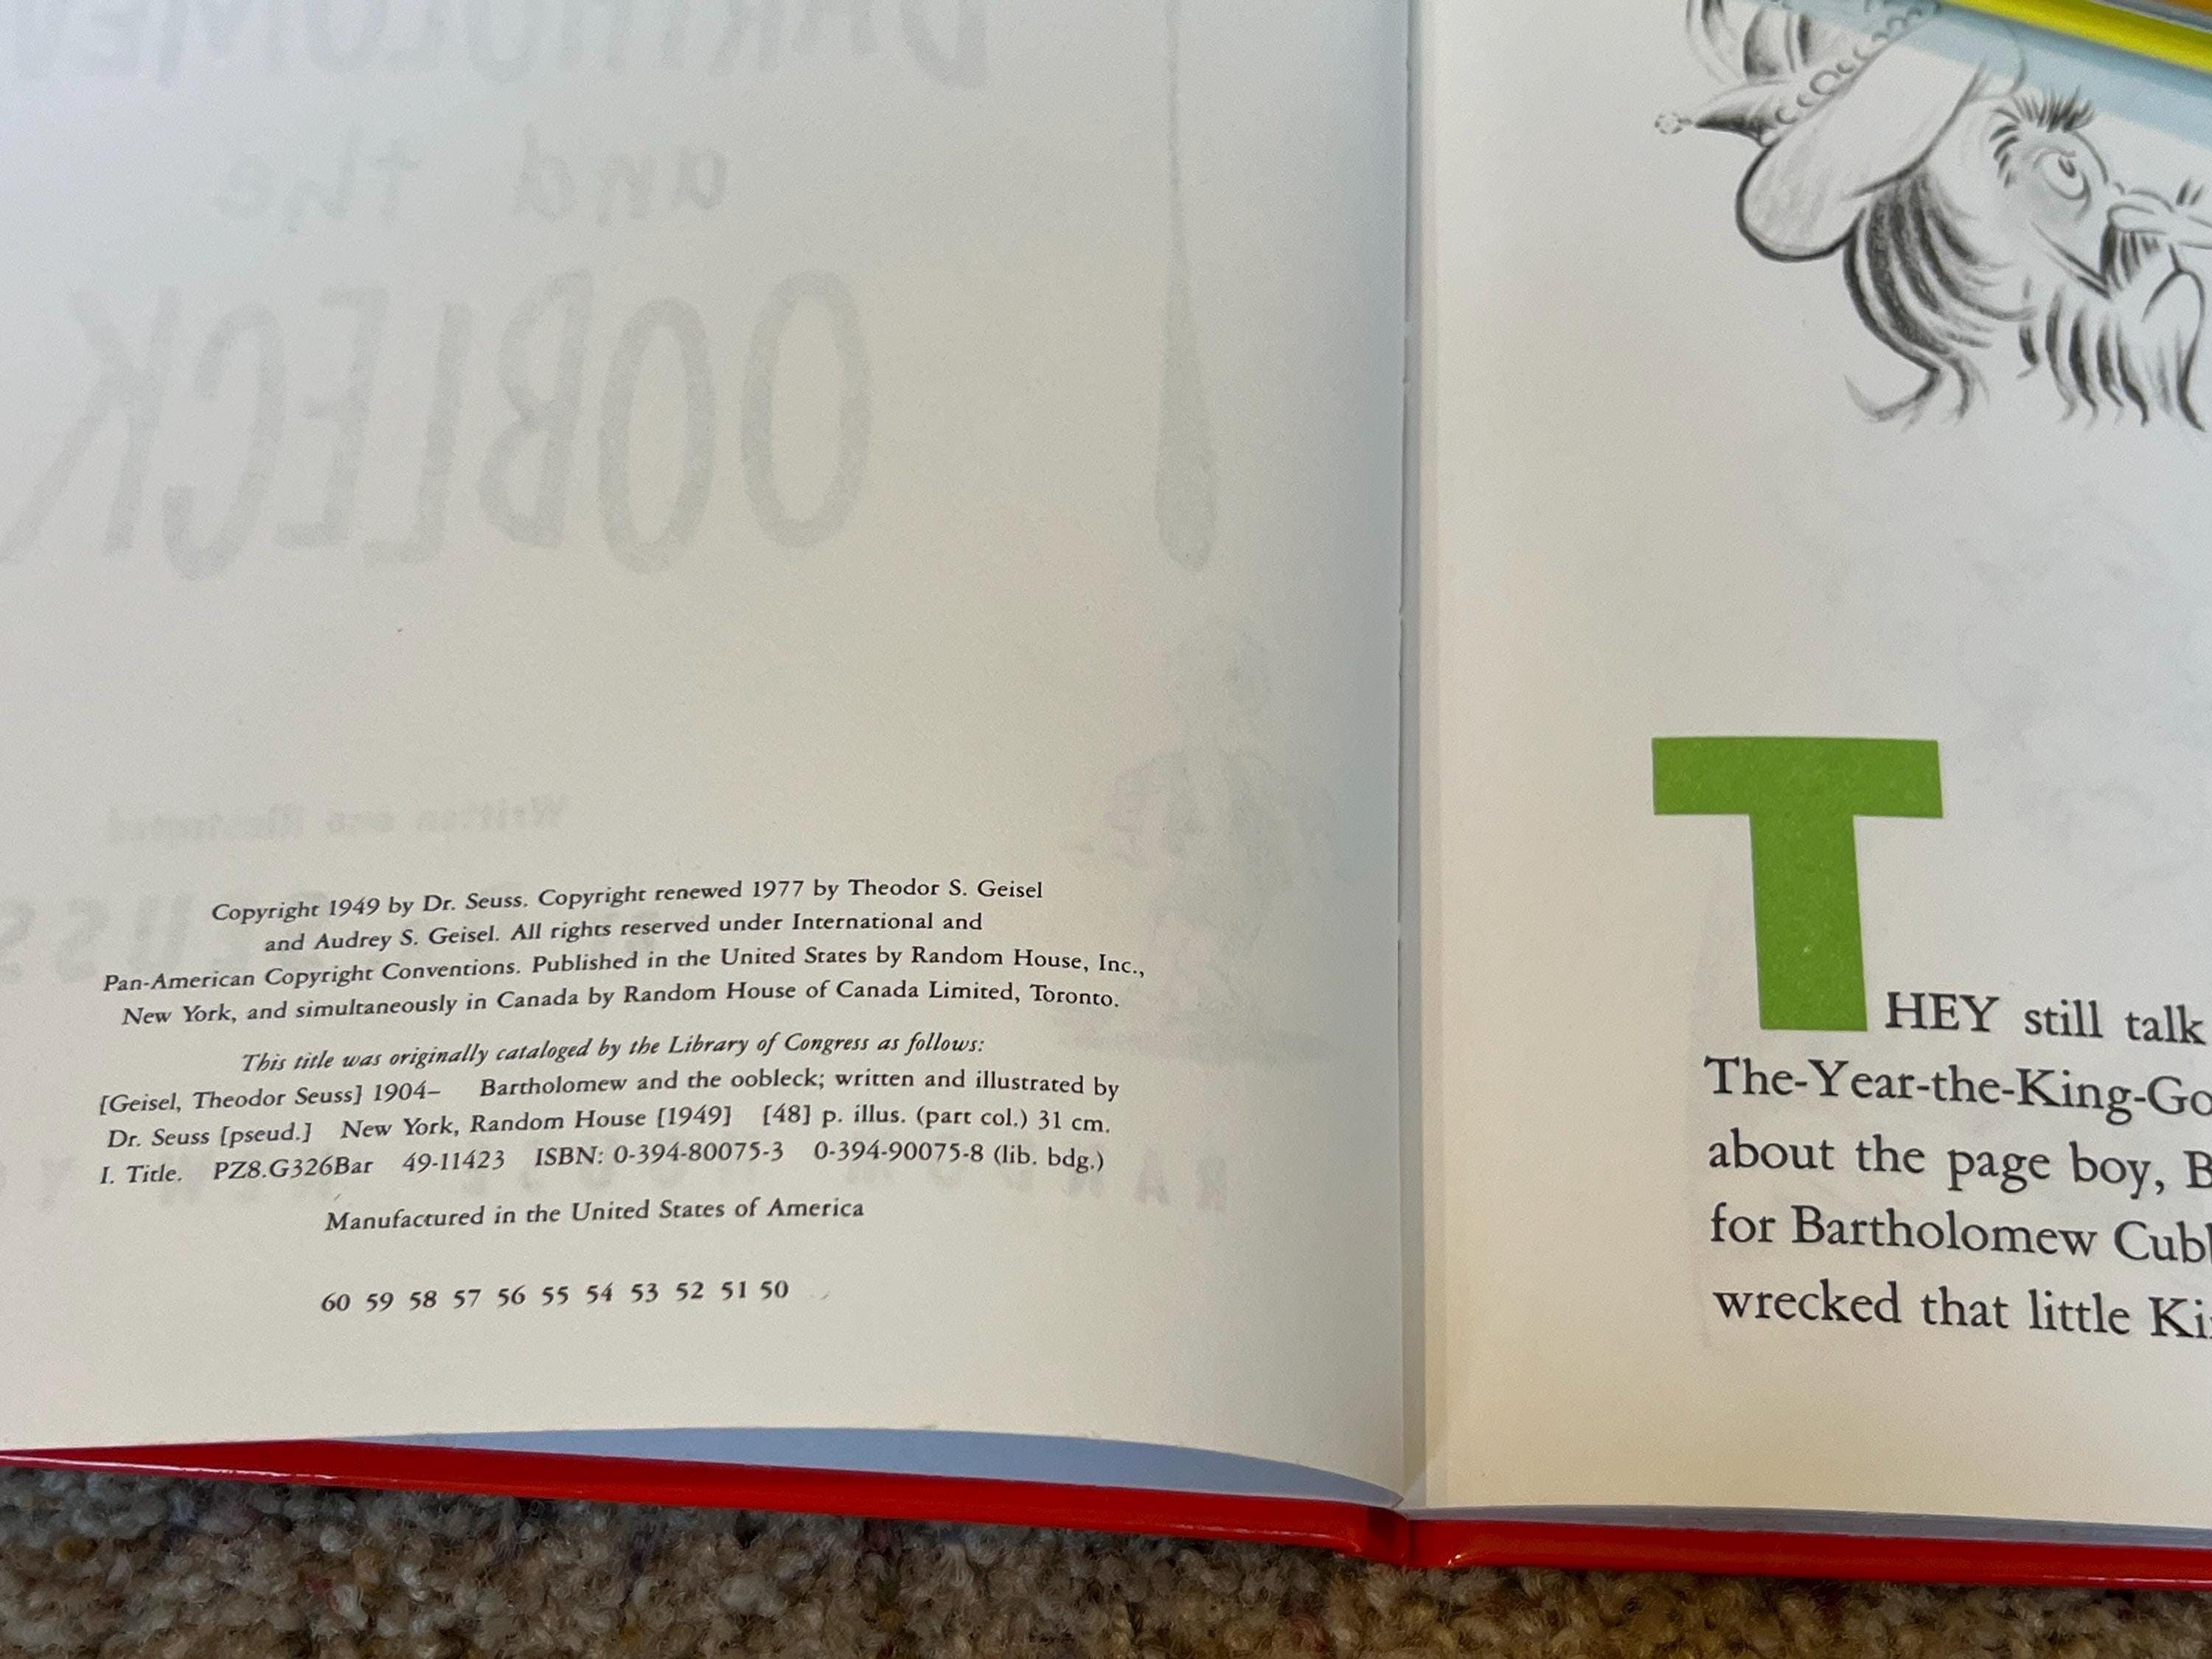 Copyright 1949 by Dr. Seuss. Copyright renewed 1977 by Theodor S. Geisel
and Audrey S. Geisel. All rights reserved under International and
Pan-American Copyright Conventions. Published in the United States by Random House, Inc.,
New York, and simultaneously in Canada by Random House of Canada Limited, Toronto.
This title was originally cataloged by the Library of Congress as follows:
[Geisel, Theodor Seuss] 1904– Bartholomew and the oobleck; written and illustrated by
Dr. Seuss [pseud.] New York, Random House [1949] [48] p. illus. (part col.) 31 cm.
I. Title. PZ8.G326Bar 49-11423 ISBN: 0-394-80075-3 0-394-90075-8 (lib. bdg.)
Manufactured in the United States of America
60 59 58 57 56 55 54 53 52 51 50
THEY still talk
The-Year-the-King-Go
about the page boy, B
for Bartholomew Cub
wrecked that little Ki
and the
OOBLECK